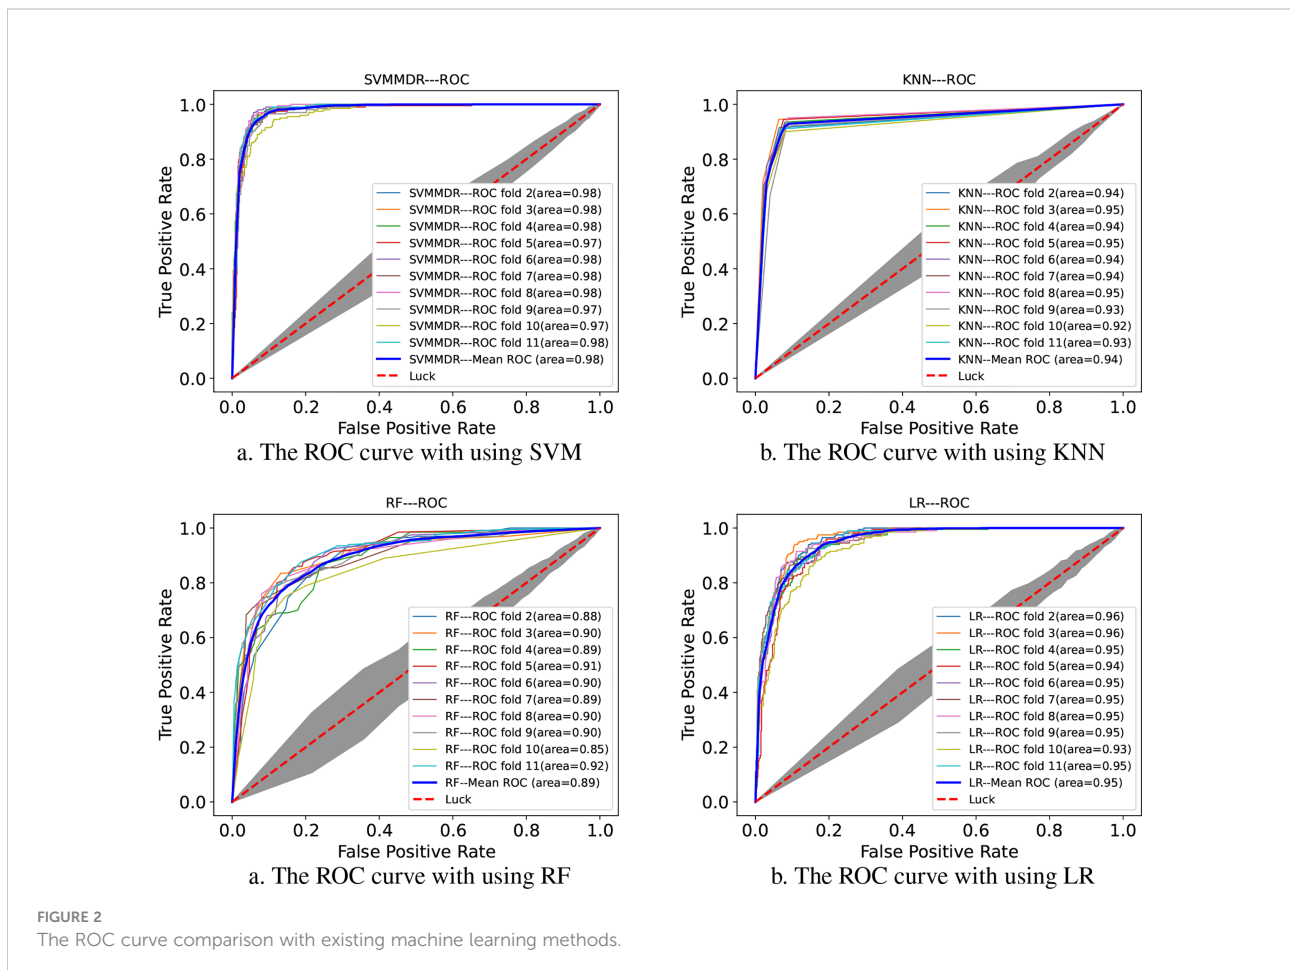 SVMMDR---ROC
True Positive Rate
1.0
0.8
0.6
0.4
0.2
0.0
SVMMDR---ROC fold 2(area=0.98)
SVMMDR---ROC fold 3(area=0.98)
SVMMDR---ROC fold 4(area=0.98)
SVMMDR---ROC fold 5(area=0.97)
SVMMDR---ROC fold 6(area=0.98)
SVMMDR---ROC fold 7(area=0.98)
SVMMDR---ROC fold 8(area=0.98)
SVMMDR---ROC fold 9(area=0.97)
SVMMDR---ROC fold 10(area=0.97)
SVMMDR---ROC fold 11(area=0.98)
SVMMDR---Mean ROC (area=0.98)
Luck
0.0 0.2 0.4 0.6 0.8 1.0
False Positive Rate
a. The ROC curve with using SVM
KNN---ROC
True Positive Rate
1.0
0.8
0.6
0.4
0.2
0.0
KNN---ROC fold 2(area=0.94)
KNN---ROC fold 3(area=0.95)
KNN---ROC fold 4(area=0.94)
KNN---ROC fold 5(area=0.95)
KNN---ROC fold 6(area=0.94)
KNN---ROC fold 7(area=0.94)
KNN---ROC fold 8(area=0.95)
KNN---ROC fold 9(area=0.93)
KNN---ROC fold 10(area=0.92)
KNN---ROC fold 11(area=0.93)
KNN--Mean ROC (area=0.94)
Luck
0.0 0.2 0.4 0.6 0.8 1.0
False Positive Rate
b. The ROC curve with using KNN
RF---ROC
True Positive Rate
1.0
0.8
0.6
0.4
0.2
0.0
RF---ROC fold 2(area=0.88)
RF---ROC fold 3(area=0.90)
RF---ROC fold 4(area=0.89)
RF---ROC fold 5(area=0.91)
RF---ROC fold 6(area=0.90)
RF---ROC fold 7(area=0.89)
RF---ROC fold 8(area=0.90)
RF---ROC fold 9(area=0.90)
RF---ROC fold 10(area=0.85)
RF---ROC fold 11(area=0.92)
RF--Mean ROC (area=0.89)
Luck
0.0 0.2 0.4 0.6 0.8 1.0
False Positive Rate
a. The ROC curve with using RF
LR---ROC
True Positive Rate
1.0
0.8
0.6
0.4
0.2
0.0
LR---ROC fold 2(area=0.96)
LR---ROC fold 3(area=0.96)
LR---ROC fold 4(area=0.95)
LR---ROC fold 5(area=0.94)
LR---ROC fold 6(area=0.95)
LR---ROC fold 7(area=0.95)
LR---ROC fold 8(area=0.95)
LR---ROC fold 9(area=0.95)
LR---ROC fold 10(area=0.93)
LR---ROC fold 11(area=0.95)
LR--Mean ROC (area=0.95)
Luck
0.0 0.2 0.4 0.6 0.8 1.0
False Positive Rate
b. The ROC curve with using LR
FIGURE 2
The ROC curve comparison with existing machine learning methods.